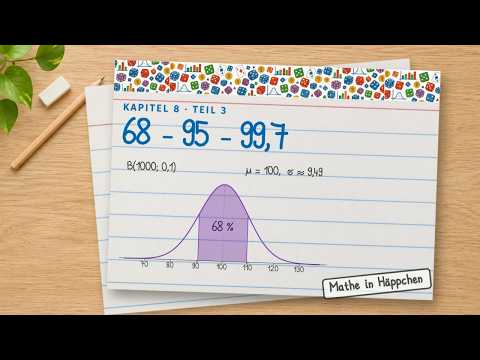 KAPITEL 8 · TEIL 3
68 – 95 – 99,7
B(1000; 0,1)
μ = 100, σ ≈ 9,49
68 %
70 80 90 100 110 120 130
Mathe in Häppchen